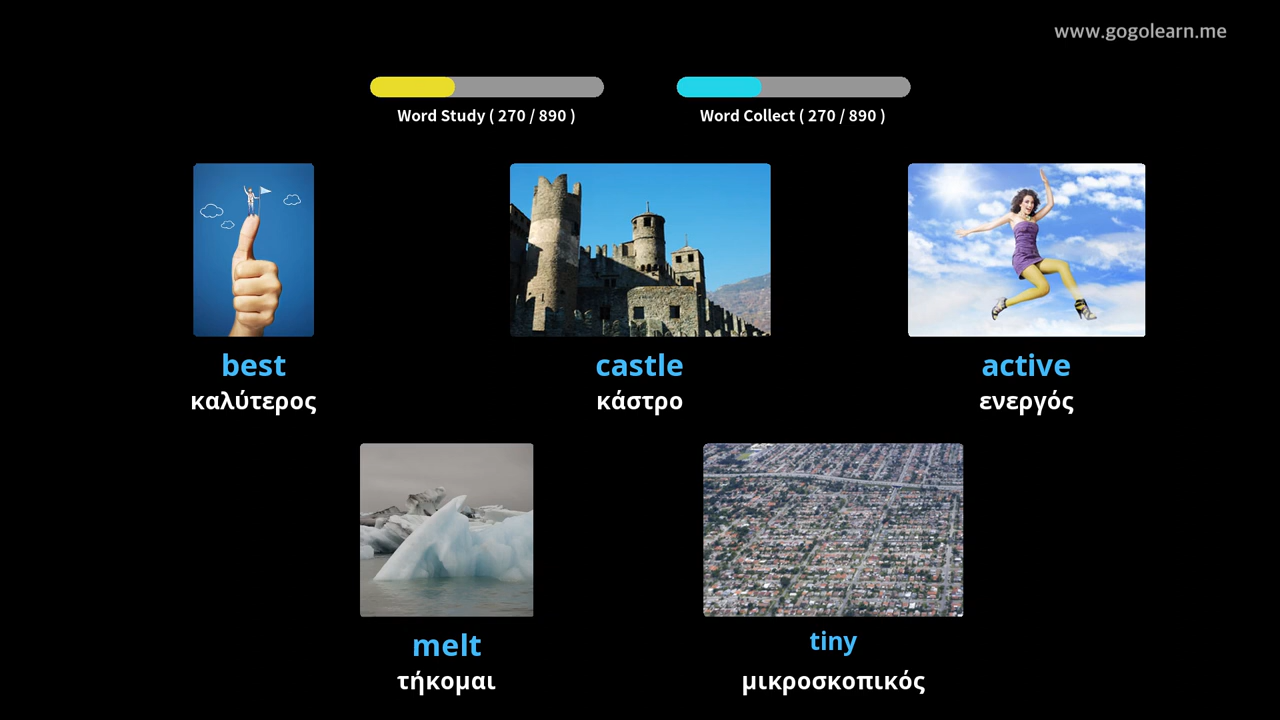 www.gogolearn.me
Word Study ( 270 / 890 )
Word Collect ( 270 / 890 )
best
καλύτερος
castle
κάστρο
active
ενεργός
melt
τήκομαι
tiny
μικροσκοπικός